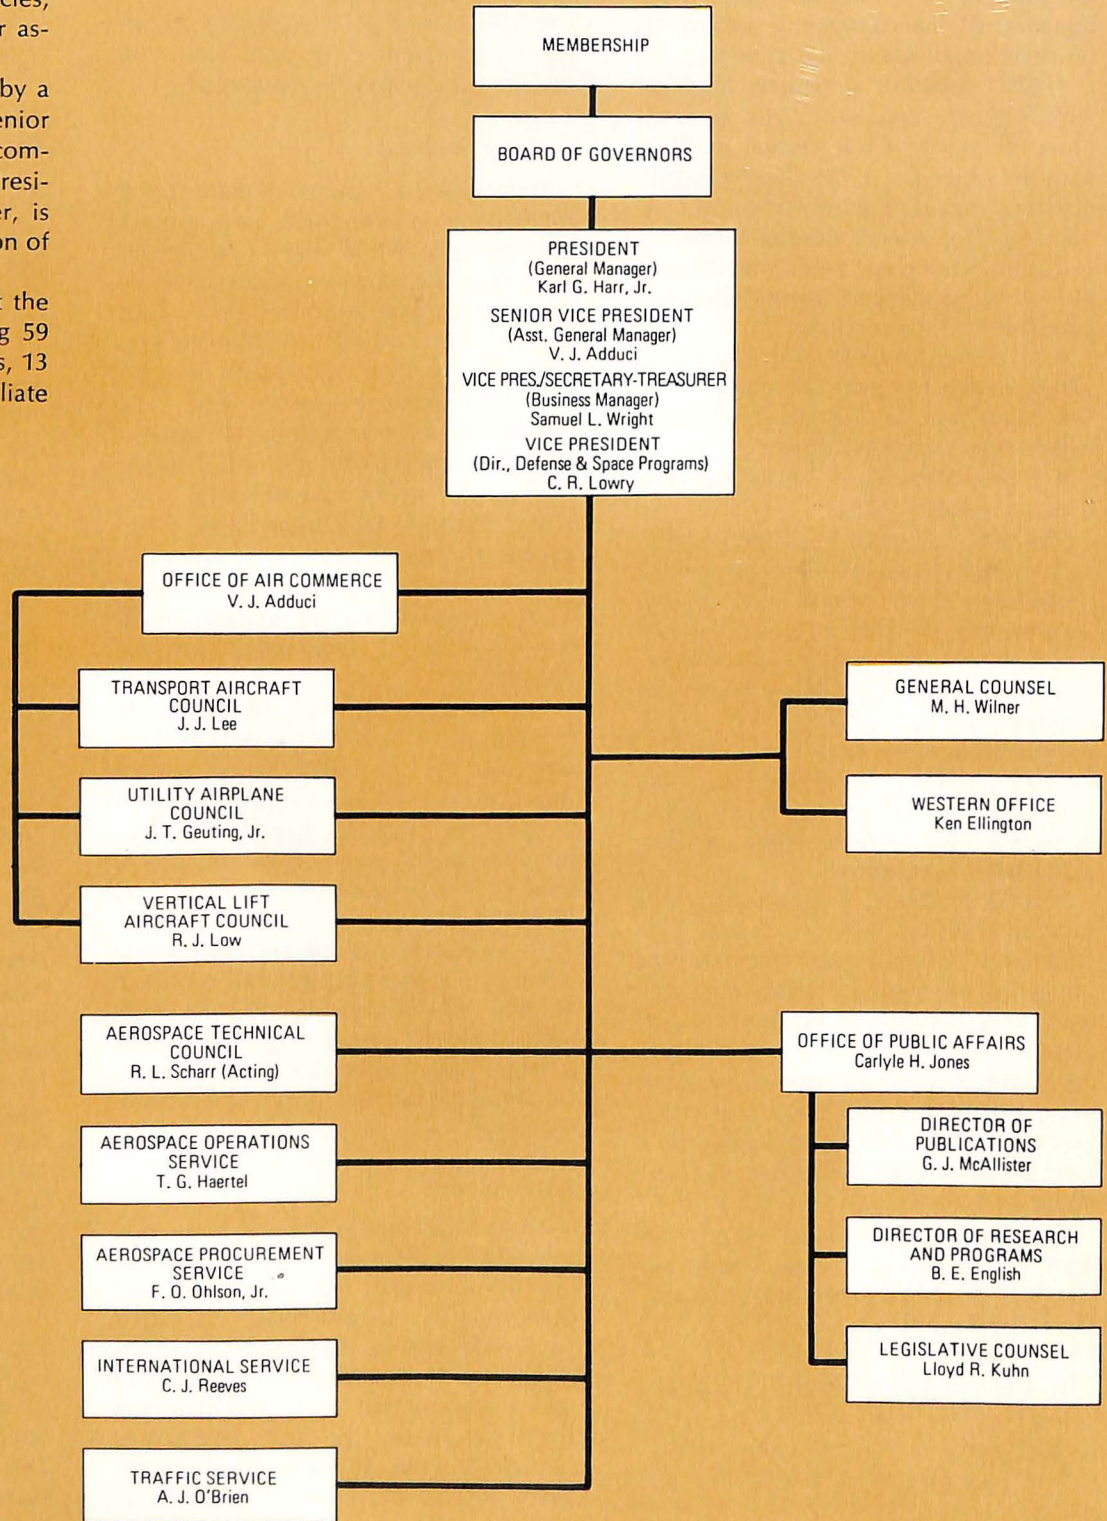 cles,
r as-
by a
enior
com-
resi-
er, is
on of
t the
g 59
s, 13
liate
MEMBERSHIP
BOARD OF GOVERNORS
PRESIDENT
(General Manager)
Karl G. Harr, Jr.
SENIOR VICE PRESIDENT
(Asst. General Manager)
V. J. Adduci
VICE PRES./SECRETARY-TREASURER
(Business Manager)
Samuel L. Wright
VICE PRESIDENT
(Dir., Defense & Space Programs)
C. R. Lowry
OFFICE OF AIR COMMERCE
V. J. Adduci
TRANSPORT AIRCRAFT
COUNCIL
J. J. Lee
UTILITY AIRPLANE
COUNCIL
J. T. Geuting, Jr.
VERTICAL LIFT
AIRCRAFT COUNCIL
R. J. Low
AEROSPACE TECHNICAL
COUNCIL
R. L. Scharr (Acting)
AEROSPACE OPERATIONS
SERVICE
T. G. Haertel
AEROSPACE PROCUREMENT
SERVICE
F. O. Ohlson, Jr.
INTERNATIONAL SERVICE
C. J. Reeves
TRAFFIC SERVICE
A. J. O'Brien
GENERAL COUNSEL
M. H. Wilner
WESTERN OFFICE
Ken Ellington
OFFICE OF PUBLIC AFFAIRS
Carlyle H. Jones
DIRECTOR OF
PUBLICATIONS
G. J. McAllister
DIRECTOR OF RESEARCH
AND PROGRAMS
B. E. English
LEGISLATIVE COUNSEL
Lloyd R. Kuhn